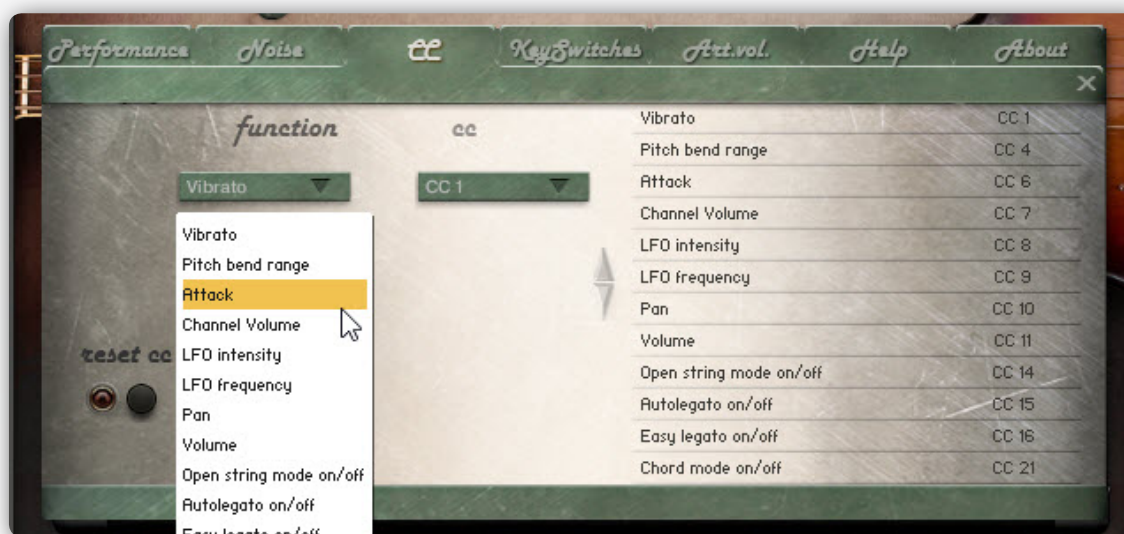 Performance Noise CC KeySwitches Art.vol. Help About
function cc
Vibrato CC 1
Vibrato
Pitch bend range
Attack
Channel Volume
LFO intensity
LFO frequency
Pan
Volume
Open string mode on/off
Autolegato on/off
Easy legato on/off
reset cc
Vibrato CC 1
Pitch bend range CC 4
Attack CC 6
Channel Volume CC 7
LFO intensity CC 8
LFO frequency CC 9
Pan CC 10
Volume CC 11
Open string mode on/off CC 14
Autolegato on/off CC 15
Easy legato on/off CC 16
Chord mode on/off CC 21